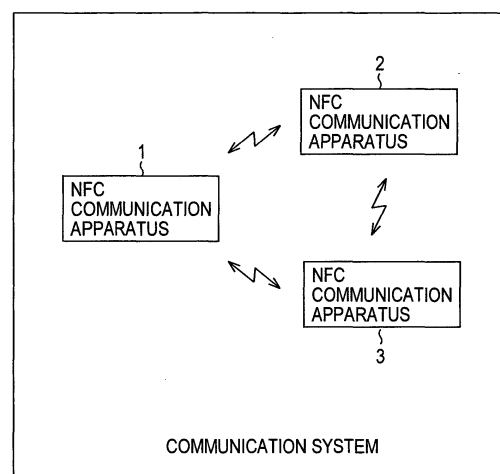 2
NFC
COMMUNICATION
APPARATUS
1
NFC
COMMUNICATION
APPARATUS
NFC
COMMUNICATION
APPARATUS
3
COMMUNICATION SYSTEM